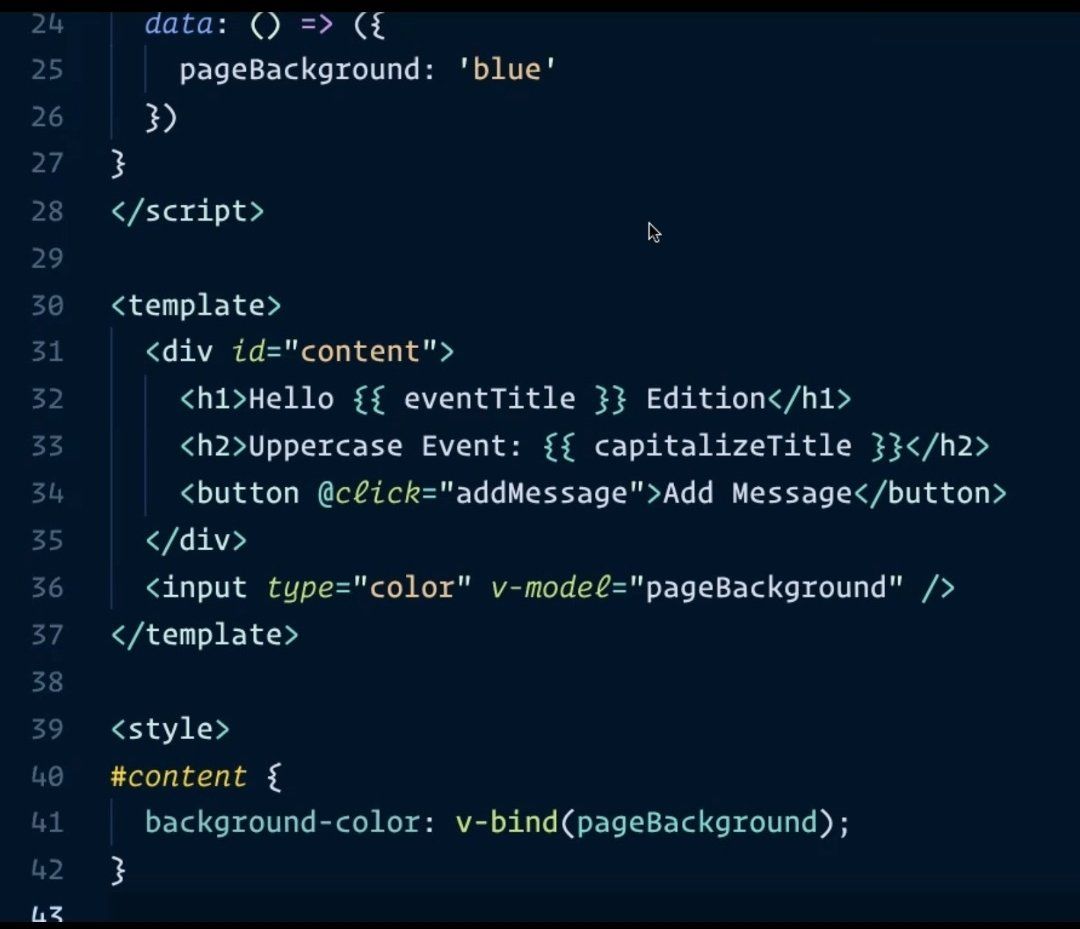 24 data: () => ({
25 pageBackground: 'blue'
26 })
27 }
28 </script>
29
30 <template>
31 <div id="content">
32 <h1>Hello {{ eventTitle }} Edition</h1>
33 <h2>Uppercase Event: {{ capitalizeTitle }}</h2>
34 <button @click="addMessage">Add Message</button>
35 </div>
36 <input type="color" v-model="pageBackground" />
37 </template>
38
39 <style>
40 #content {
41 background-color: v-bind(pageBackground);
42 }
43